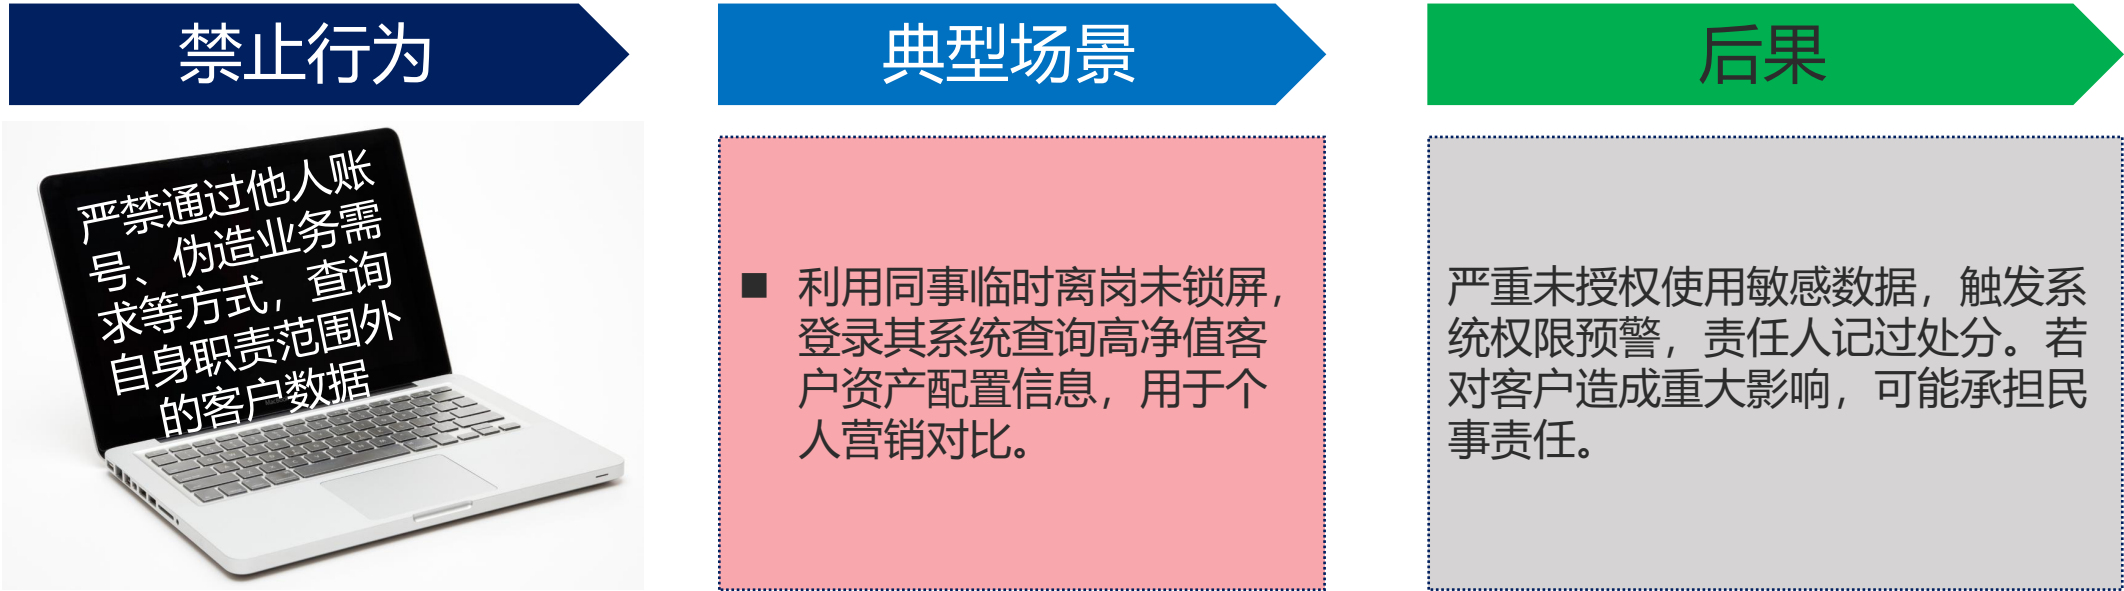 禁止行为
严禁通过他人账
号、伪造业务需
求等方式，查询
自身职责范围外
的客户数据
典型场景
■ 利用同事临时离岗未锁屏，
登录其系统查询高净值客
户资产配置信息，用于个
人营销对比。
后果
严重未授权使用敏感数据，触发系
统权限预警，责任人记过处分。若
对客户造成重大影响，可能承担民
事责任。